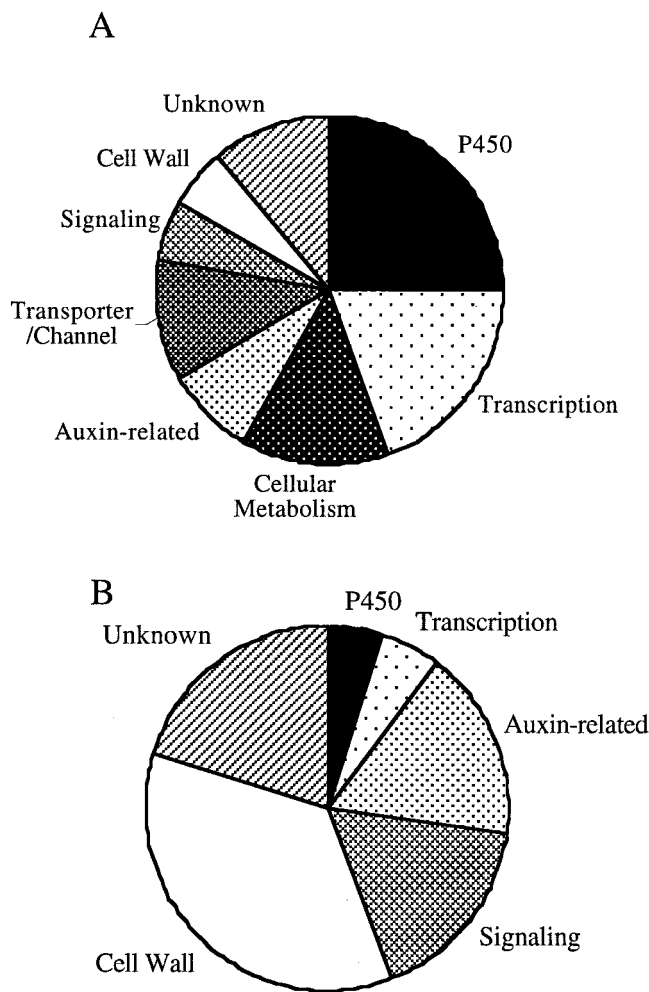 A
Unknown
P450
Cell Wall
Signaling
Transporter
/Channel
Transcription
Auxin-related
Cellular
Metabolism
B
P450
Transcription
Unknown
Auxin-related
Signaling
Cell Wall